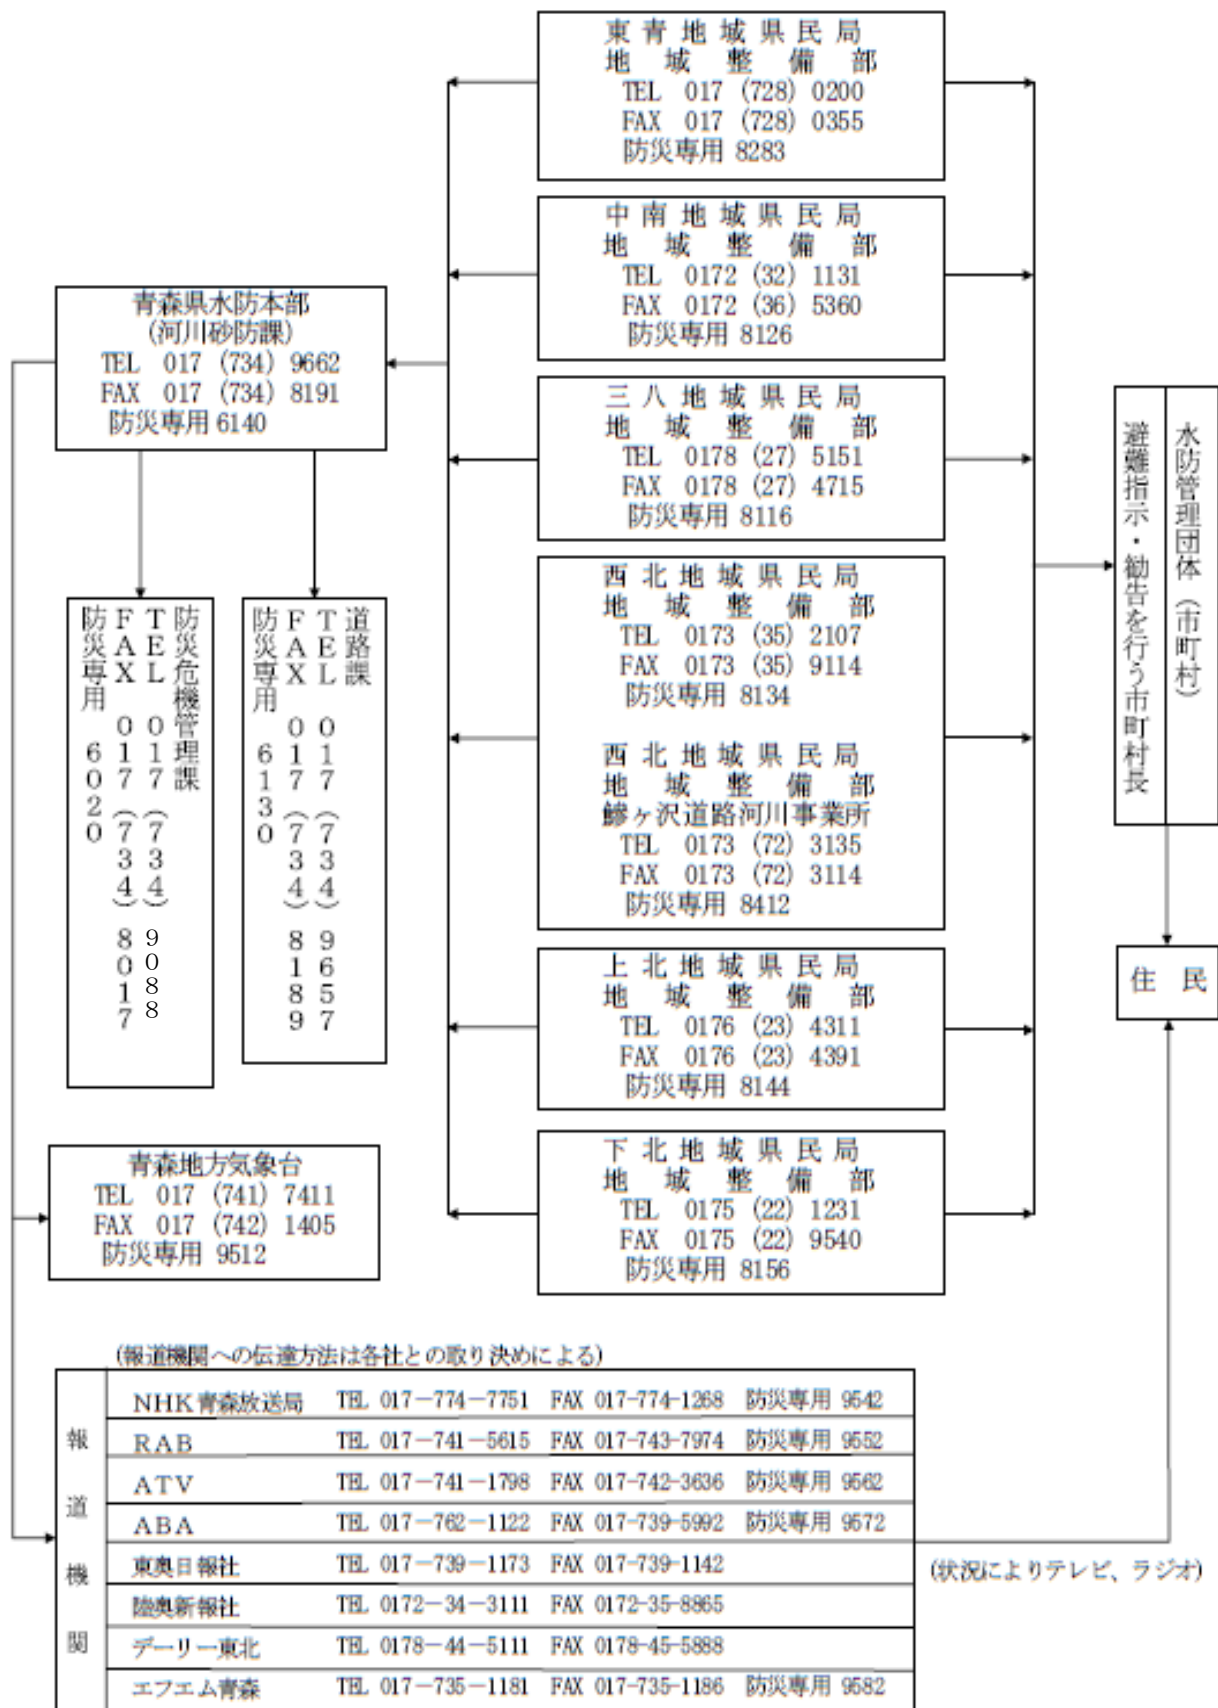 東青地域県民局
地域整備部
TEL 017 (728) 0200
FAX 017 (728) 0355
防災専用 8283
中南地域県民局
地域整備部
TEL 0172 (32) 1131
FAX 0172 (36) 5360
防災専用 8126
青森県水防本部
(河川砂防課)
TEL 017 (734) 9662
FAX 017 (734) 8191
防災専用 6140
三八地域県民局
地域整備部
TEL 0178 (27) 5151
FAX 0178 (27) 4715
防災専用 8116
水防管理団体(市町村)
避難指示・勧告を行う市町村長
西北地域県民局
地域整備部
TEL 0173 (35) 2107
FAX 0173 (35) 9114
防災専用 8134
西北地域県民局
地域整備部
鰺ヶ沢道路河川事業所
TEL 0173 (72) 3135
FAX 0173 (72) 3114
防災専用 8412
道路課
TEL 017(734)9657
FAX 017(734)8189
防災専用 6130
防災危機管理課
TEL 017(734)9088
FAX 017(734)8017
防災専用 6020
住民
上北地域県民局
地域整備部
TEL 0176 (23) 4311
FAX 0176 (23) 4391
防災専用 8144
下北地域県民局
地域整備部
TEL 0175 (22) 1231
FAX 0175 (22) 9540
防災専用 8156
青森地方気象台
TEL 017 (741) 7411
FAX 017 (742) 1405
防災専用 9512
(報道機関への伝達方法は各社との取り決めによる)
報道機関
NHK青森放送局 TEL 017-774-7751 FAX 017-774-1268 防災専用 9542
RAB TEL 017-741-5615 FAX 017-743-7974 防災専用 9552
ATV TEL 017-741-1798 FAX 017-742-3636 防災専用 9562
ABA TEL 017-762-1122 FAX 017-739-5992 防災専用 9572
東奥日報社 TEL 017-739-1173 FAX 017-739-1142
陸奥新報社 TEL 0172-34-3111 FAX 0172-35-8865
デーリー東北 TEL 0178-44-5111 FAX 0178-45-5888
エフエム青森 TEL 017-735-1181 FAX 017-735-1186 防災専用 9582
(状況によりテレビ、ラジオ)